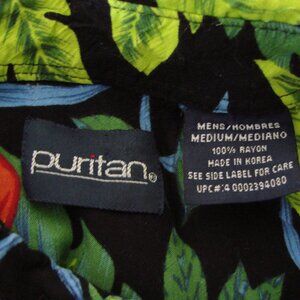 puritan®
MENS/HOMBRES
MEDIUM/MEDIANO
100% RAYON
MADE IN KOREA
SEE SIDE LABEL FOR CARE
UPC#:4 0002394080